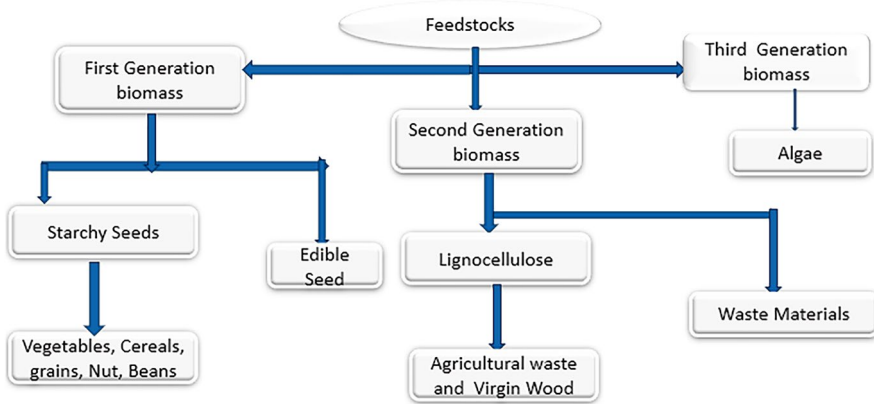 Feedstocks
First Generation
biomass
Third Generation
biomass
Second Generation
biomass
Algae
Starchy Seeds
Edible
Seed
Lignocellulose
Waste Materials
Vegetables, Cereals,
grains, Nut, Beans
Agricultural waste
and Virgin Wood